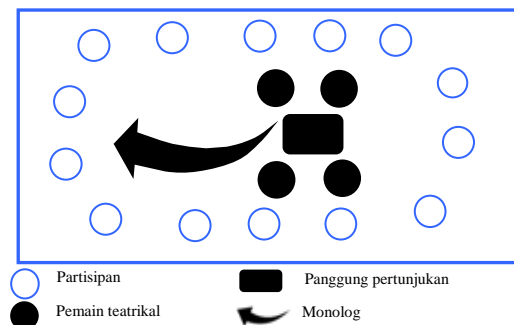 Partisipan
Panggung pertunjukan
Pemain teatrikal
Monolog